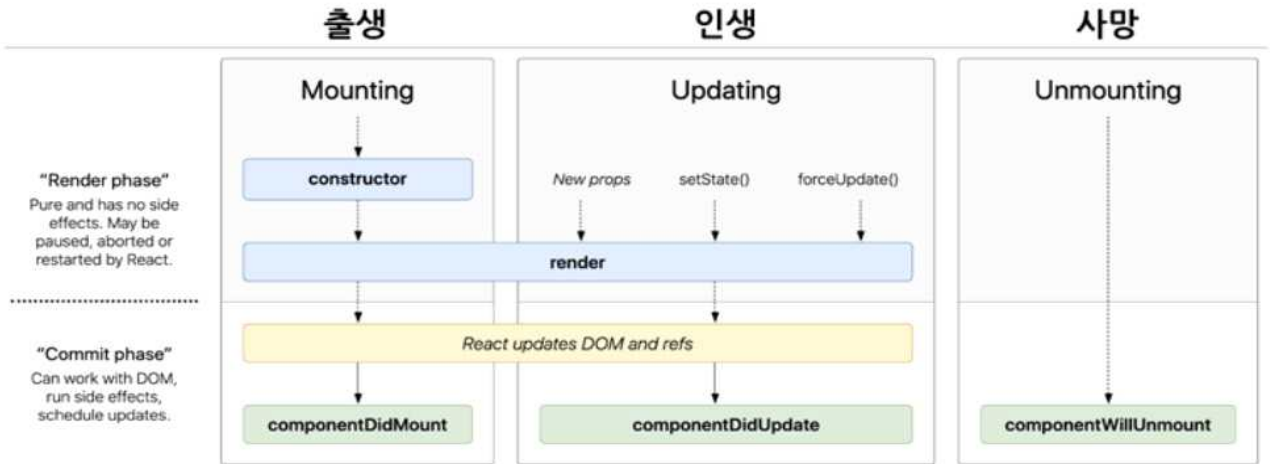 출생
인생
사망
Mounting
Updating
Unmounting
"Render phase"
Pure and has no side
effects. May be
paused, aborted or
restarted by React.
constructor
New props
setState()
forceUpdate()
render
"Commit phase"
Can work with DOM,
run side effects,
schedule updates.
React updates DOM and refs
componentDidMount
componentDidUpdate
componentWillUnmount